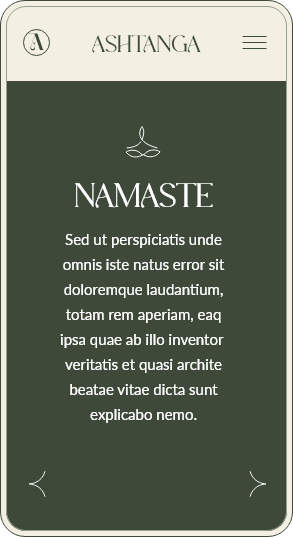 A
ASHTANGA
NAMASTE
Sed ut perspiciatis unde
omnis iste natus error sit
doloremque laudantium,
totam rem aperiam, eaq
ipsa quae ab illo inventor
veritatis et quasi archite
beatae vitae dicta sunt
explicabo nemo.